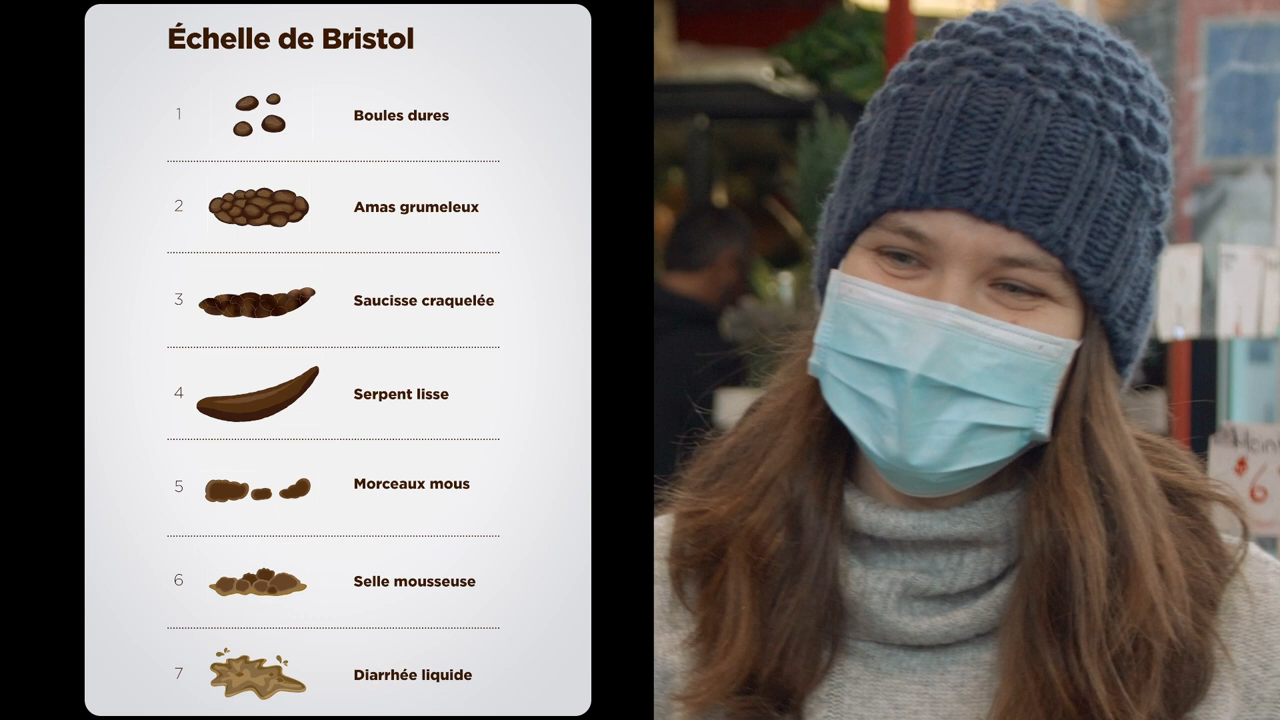 Échelle de Bristol
1 Boules dures
2 Amas grumeleux
3 Saucisse craquelée
4 Serpent lisse
5 Morceaux mous
6 Selle mousseuse
7 Diarrhée liquide
$6